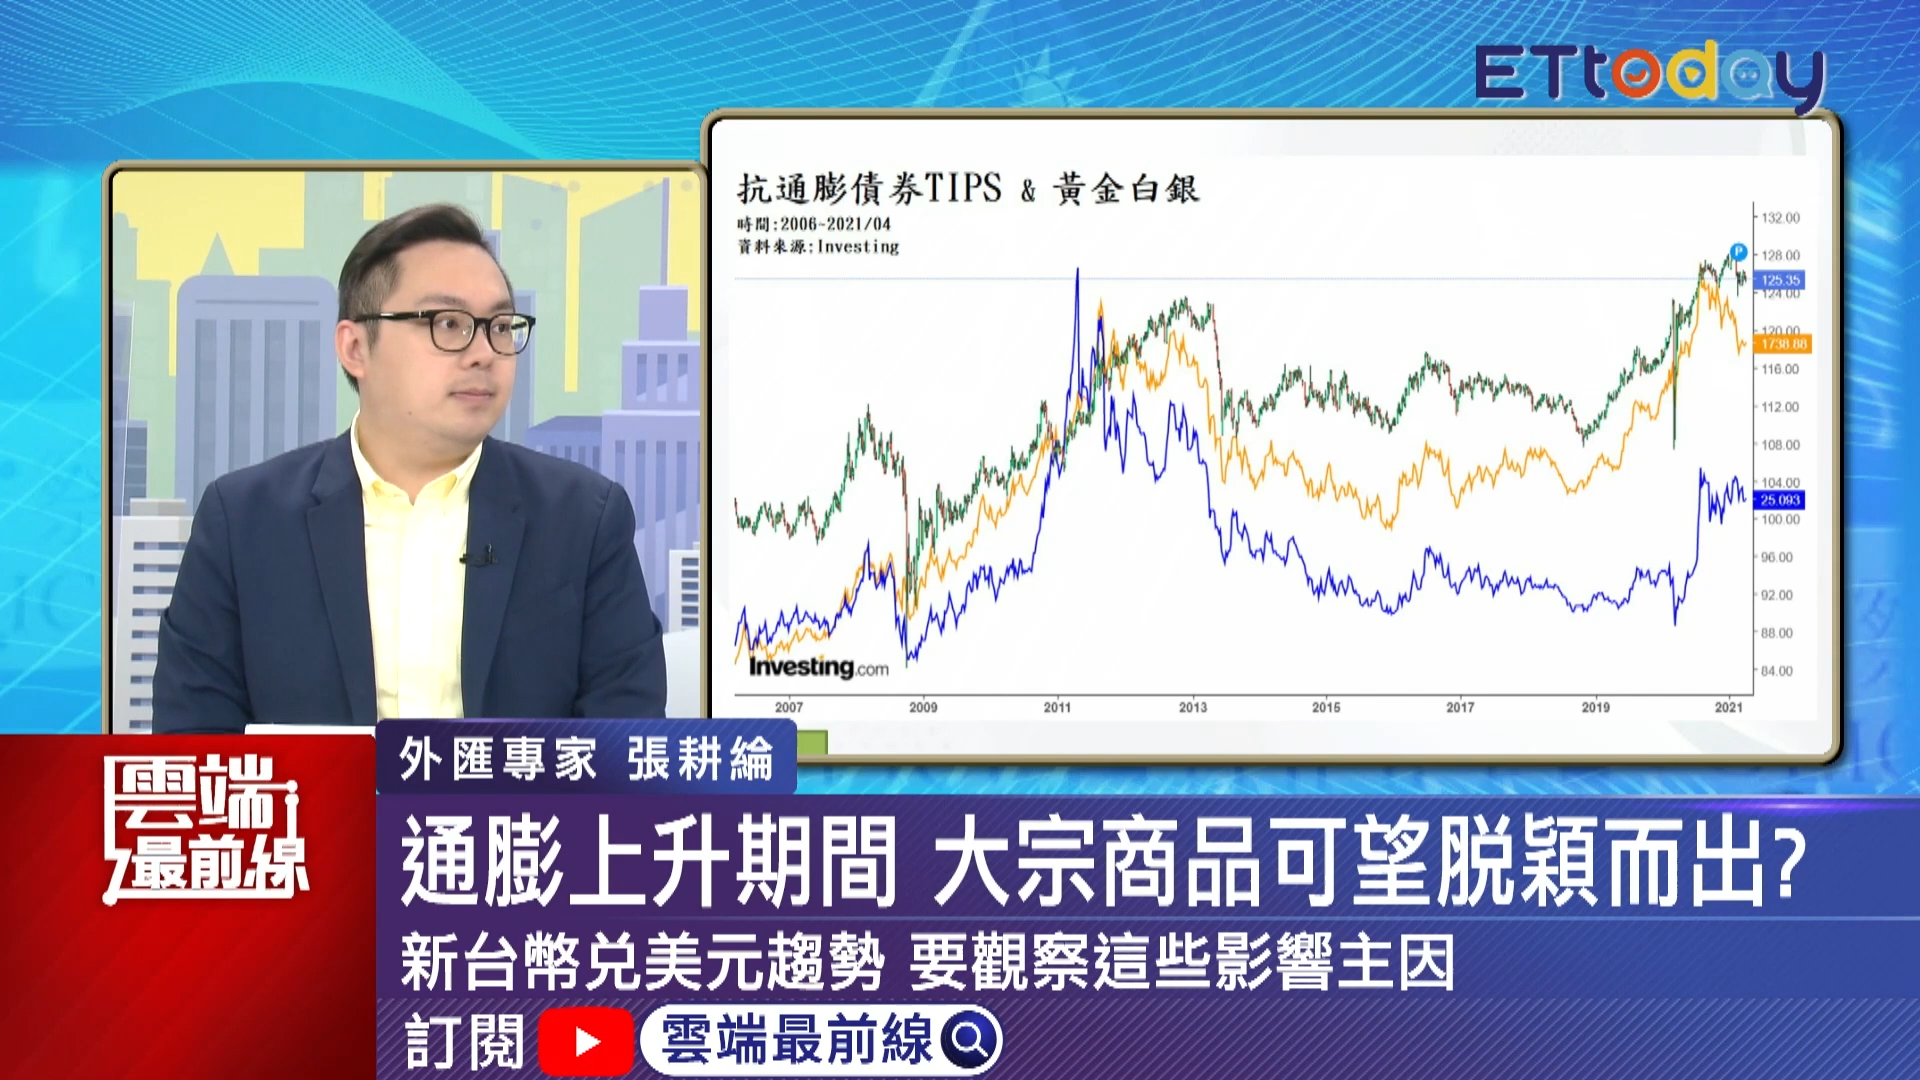 ETtoday
抗通膨債券TIPS & 黃金白銀
時間:2006~2021/04
資料來源:Investing
132.00
128.00
P
125.35
124.00
120.00
1738.88
116.00
112.00
108.00
104.00
25.093
100.00
96.00
92.00
88.00
84.00
Investing.com
2007 2009 2011 2013 2015 2017 2019 2021
外匯專家 張耕綸
雲端
最前線
通膨上升期間 大宗商品可望脫穎而出?
新台幣兌美元趨勢 要觀察這些影響主因
訂閱 雲端最前線